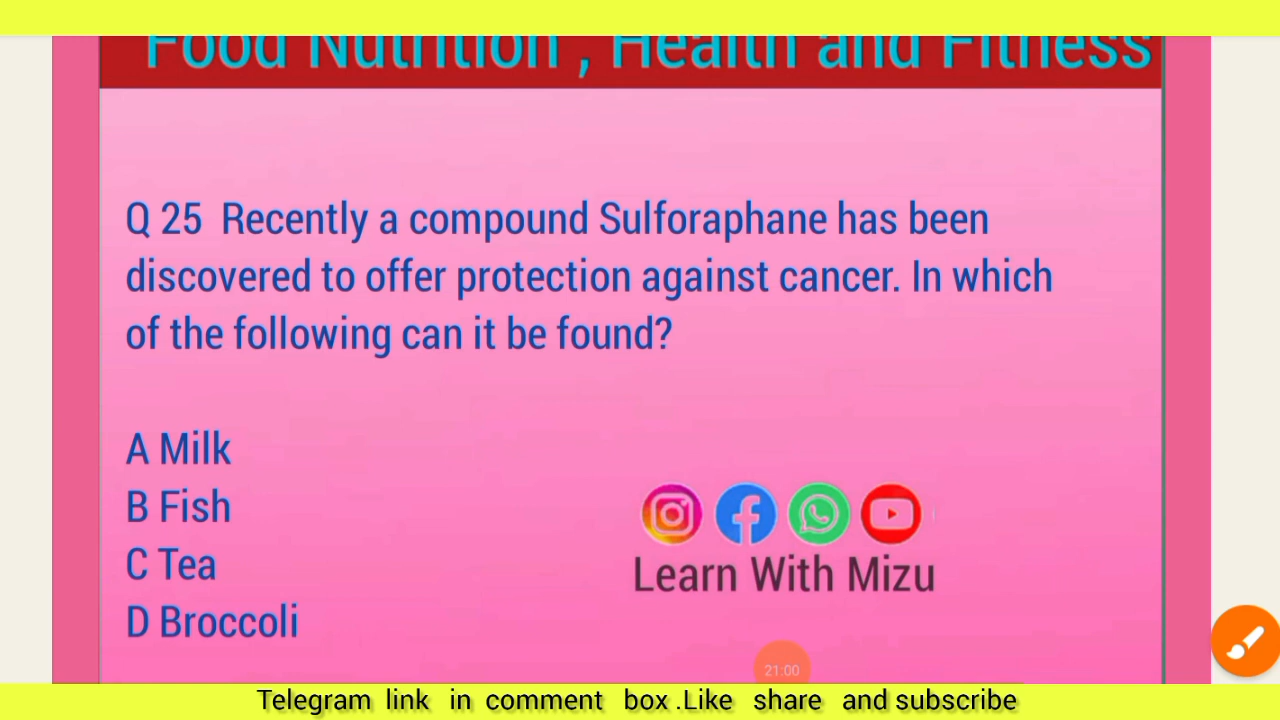 Food Nutrition , Health and Fitness
Q 25 Recently a compound Sulforaphane has been
discovered to offer protection against cancer. In which
of the following can it be found?
A Milk
B Fish
C Tea
D Broccoli
Learn With Mizu
21:00
Telegram link in comment box .Like share and subscribe